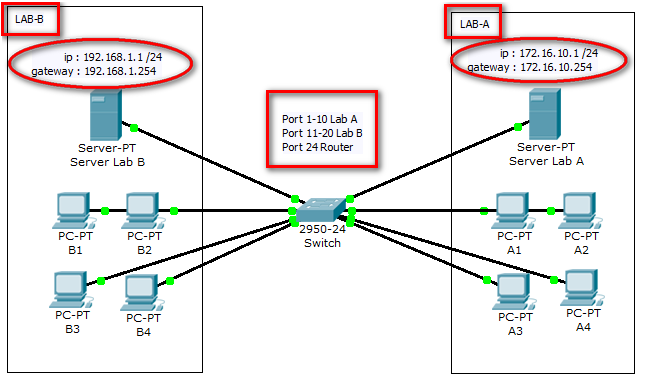 LAB-B
ip : 192.168.1.1 /24
gateway : 192.168.1.254
Server-PT
Server Lab B
PC-PT
B1
PC-PT
B2
PC-PT
B3
PC-PT
B4
Port 1-10 Lab A
Port 11-20 Lab B
Port 24 Router
2950-24
Switch
LAB-A
ip : 172.16.10.1 /24
gateway : 172.16.10.254
Server-PT
Server Lab A
PC-PT
A1
PC-PT
A2
PC-PT
A3
PC-PT
A4